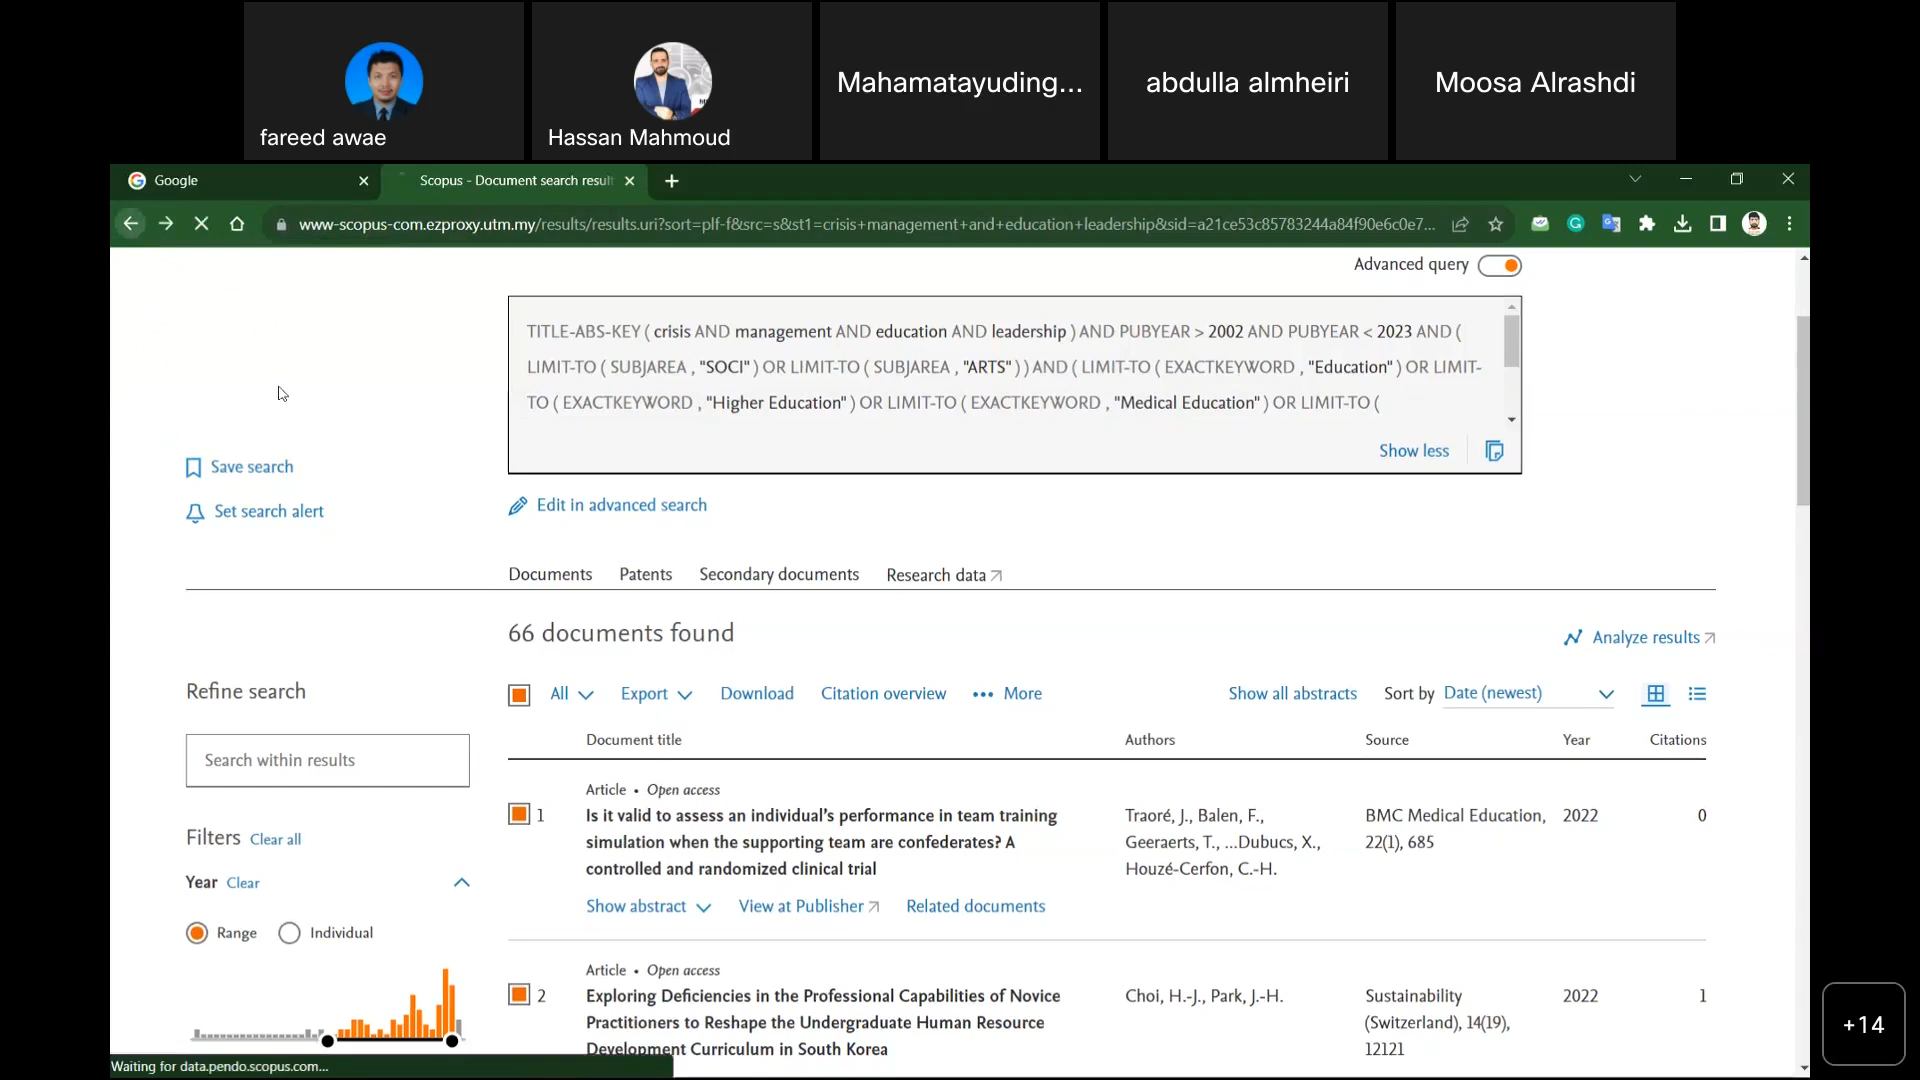 fareed awae
Hassan Mahmoud
Mahamatayuding...
abdulla almheiri
Moosa Alrashdi
Google
Scopus - Document search result
www-scopus-com.ezproxy.utm.my/results/results.uri?sort=plf-f&src=s&st1=crisis+management+and+education+leadership&sid=a21ce53c85783244a84f90e6c0e7...
Advanced query
TITLE-ABS-KEY ( crisis AND management AND education AND leadership ) AND PUBYEAR > 2002 AND PUBYEAR < 2023 AND (
LIMIT-TO ( SUBJAREA , "SOCI" ) OR LIMIT-TO ( SUBJAREA , "ARTS" ) ) AND ( LIMIT-TO ( EXACTKEYWORD , "Education" ) OR LIMIT-
TO ( EXACTKEYWORD , "Higher Education" ) OR LIMIT-TO ( EXACTKEYWORD , "Medical Education" ) OR LIMIT-TO (
Show less
Save search
Set search alert
Edit in advanced search
Documents Patents Secondary documents Research data
66 documents found
Analyze results
Refine search
All Export Download Citation overview ... More Show all abstracts Sort by Date (newest)
Document title Authors Source Year Citations
Search within results
Article • Open access
1 Is it valid to assess an individual's performance in team training Traoré, J., Balen, F., BMC Medical Education, 2022 0
simulation when the supporting team are confederates? A Geeraerts, T., ...Dubucs, X., 22(1), 685
controlled and randomized clinical trial Houzé-Cerfon, C.-H.
Filters Clear all
Year Clear
Show abstract View at Publisher Related documents
Range Individual
Article • Open access
2 Exploring Deficiencies in the Professional Capabilities of Novice Choi, H.-J., Park, J.-H. Sustainability 2022 1
Practitioners to Reshape the Undergraduate Human Resource (Switzerland), 14(19),
Development Curriculum in South Korea 12121
Waiting for data.pendo.scopus.com...
+14